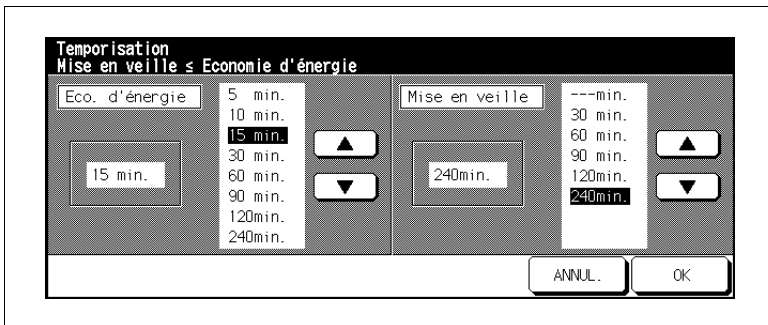 Temporisation
Mise en veille ≤ Economie d'énergie
Eco. d'énergie
15 min.
5 min.
10 min.
15 min.
30 min.
60 min.
90 min.
120min.
240min.
Mise en veille
240min.
---min.
30 min.
60 min.
90 min.
120min.
240min.
ANNUL.
OK